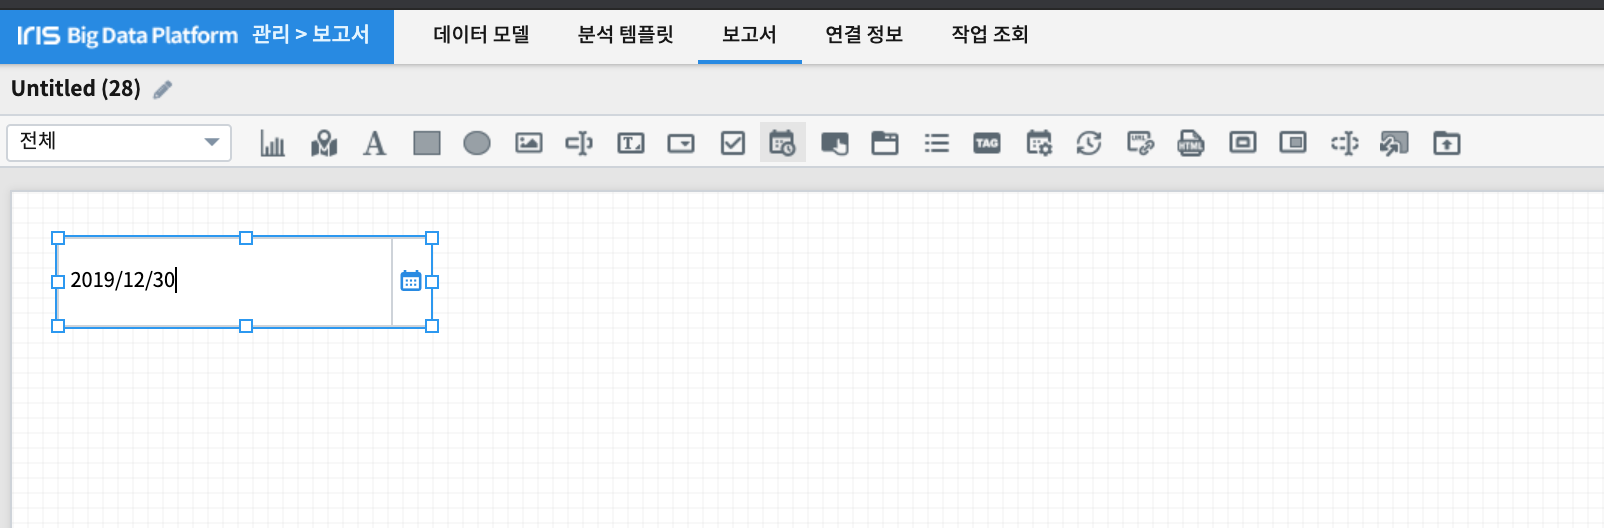 IRIS Big Data Platform 관리 > 보고서 데이터 모델 분석 템플릿 보고서 연결 정보 작업 조회
Untitled (28)
전체 A T URL HTML TAG
2019/12/30